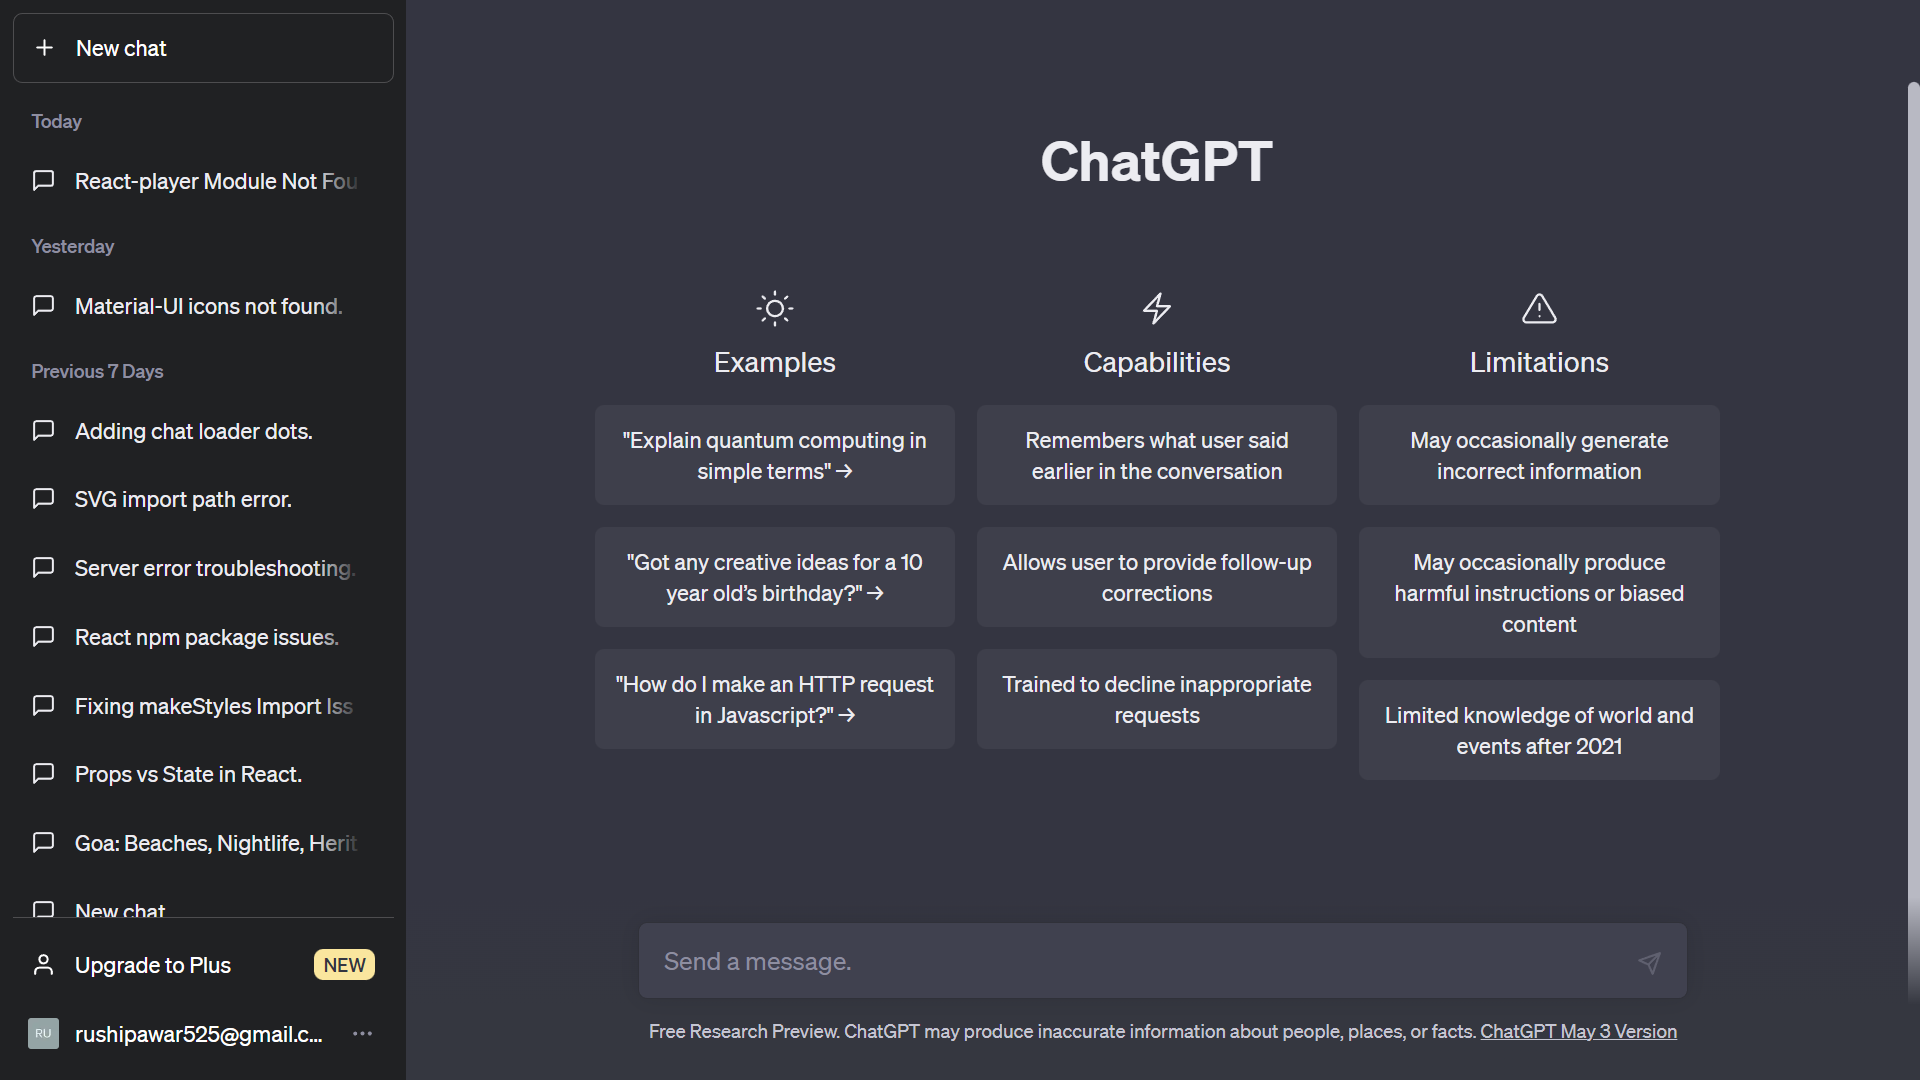 New chat
Today
React-player Module Not Fou
Yesterday
Material-UI icons not found.
Previous 7 Days
Adding chat loader dots.
SVG import path error.
Server error troubleshooting.
React npm package issues.
Fixing makeStyles Import Iss
Props vs State in React.
Goa: Beaches, Nightlife, Herit
New chat
Upgrade to Plus NEW
RU rushipawar525@gmail.c...
ChatGPT
Examples
"Explain quantum computing in
simple terms" →
"Got any creative ideas for a 10
year old’s birthday?" →
"How do I make an HTTP request
in Javascript?" →
Capabilities
Remembers what user said
earlier in the conversation
Allows user to provide follow-up
corrections
Trained to decline inappropriate
requests
Limitations
May occasionally generate
incorrect information
May occasionally produce
harmful instructions or biased
content
Limited knowledge of world and
events after 2021
Send a message.
Free Research Preview. ChatGPT may produce inaccurate information about people, places, or facts. ChatGPT May 3 Version